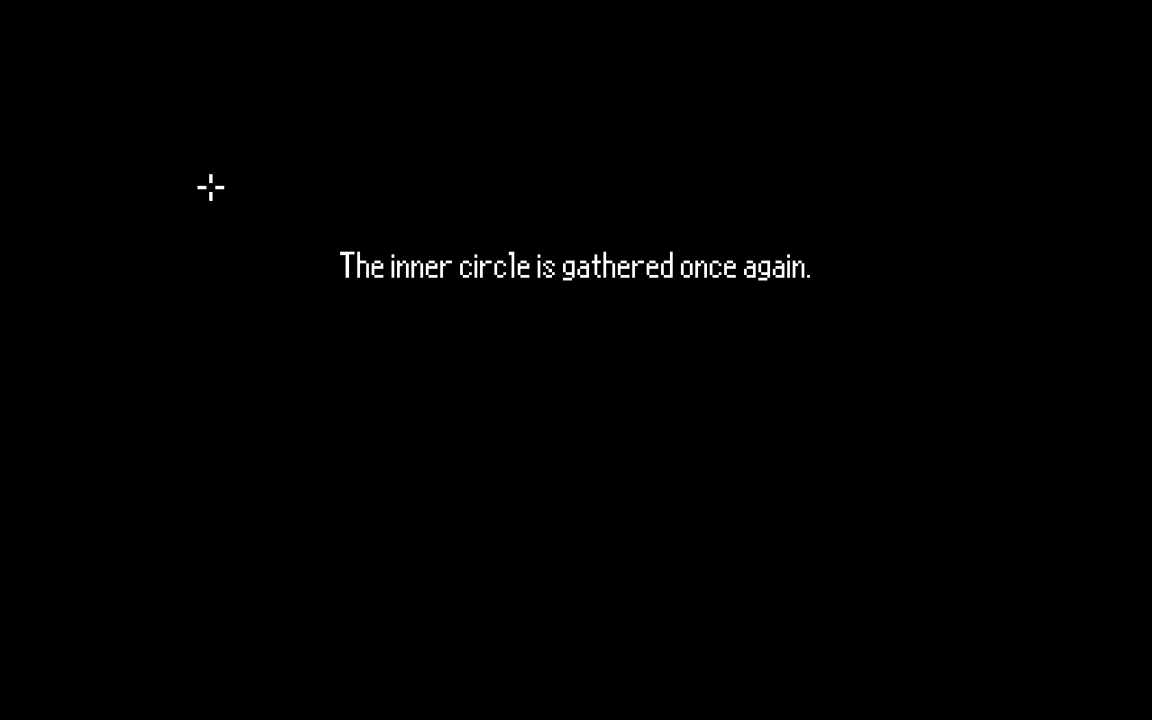 The inner circle is gathered once again.